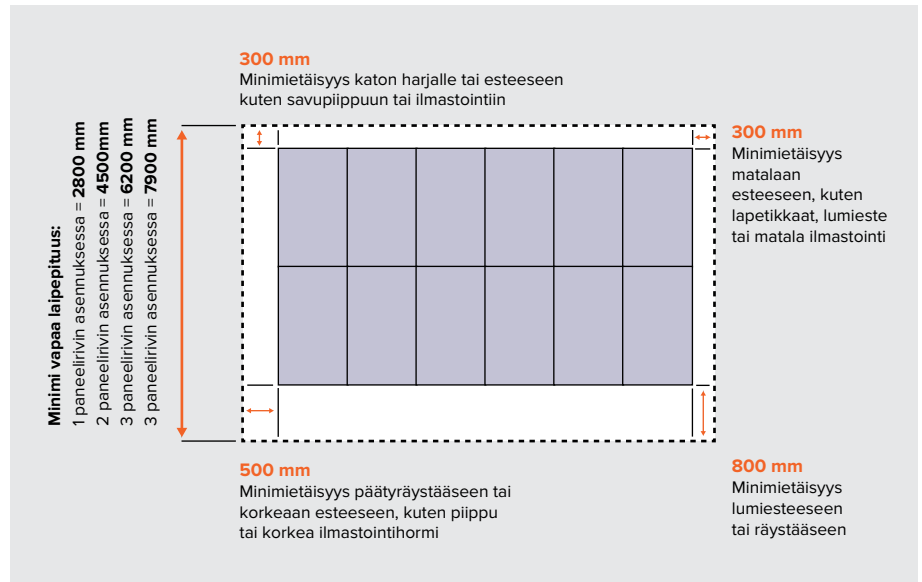 300 mm
Minimietäisyys katon harjalle tai esteeseen
kuten savupiippuun tai ilmastointiin
Minimi vapaa laipepituus:
1 paneelirivin asennuksessa = 2800 mm
2 paneelirivin asennuksessa = 4500mm
3 paneelirivin asennuksessa = 6200 mm
3 paneelirivin asennuksessa = 7900 mm
300 mm
Minimietäisyys
matalaan
esteeseen, kuten
lapetikkaat, lumieste
tai matala ilmastointi
500 mm
Minimietäisyys päätyräystääseen tai
korkeaan esteeseen, kuten piippu
tai korkea ilmastointihormi
800 mm
Minimietäisyys
lumiesteeseen
tai räystääseen